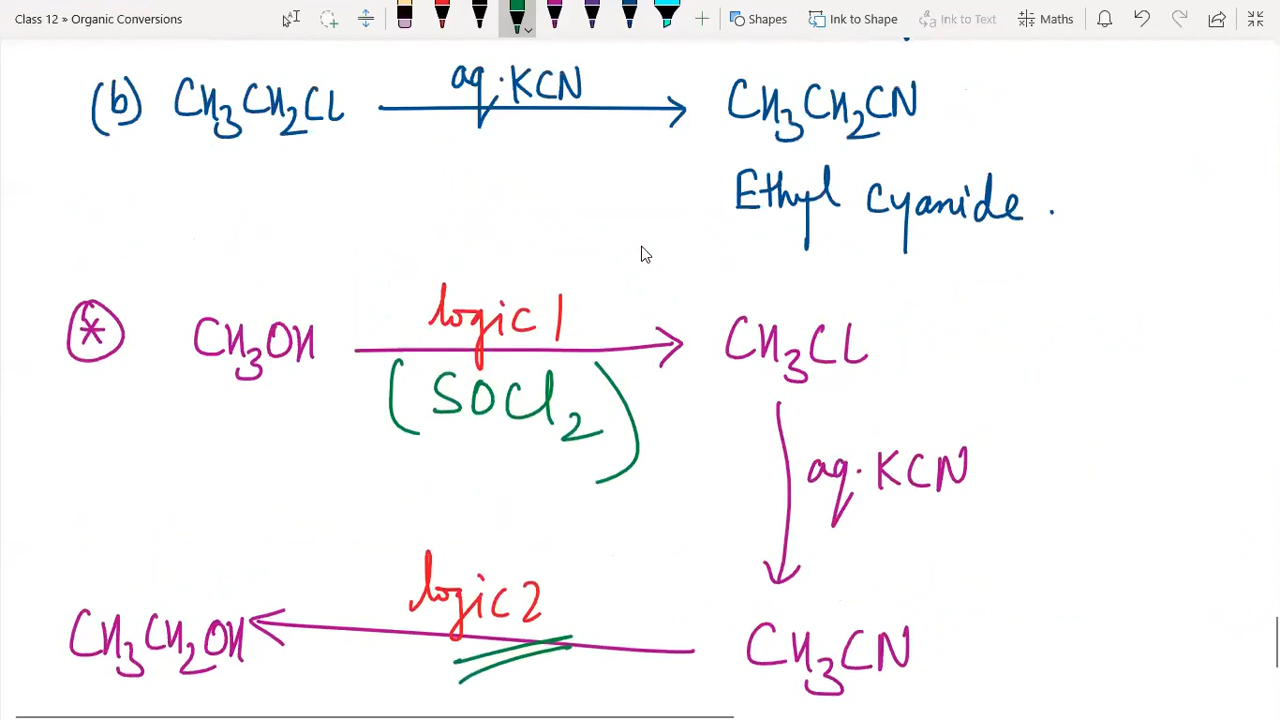 Class 12 » Organic Conversions
Shapes
Ink to Shape
Ink to Text
Maths
(b) CH3CH2Cl aq. KCN CH3CH2CN
Ethyl Cyanide .
* CH3OH logic 1 CH3Cl
(SOCl2)
aq. KCN
logic 2
CH3CH2OH CH3CN